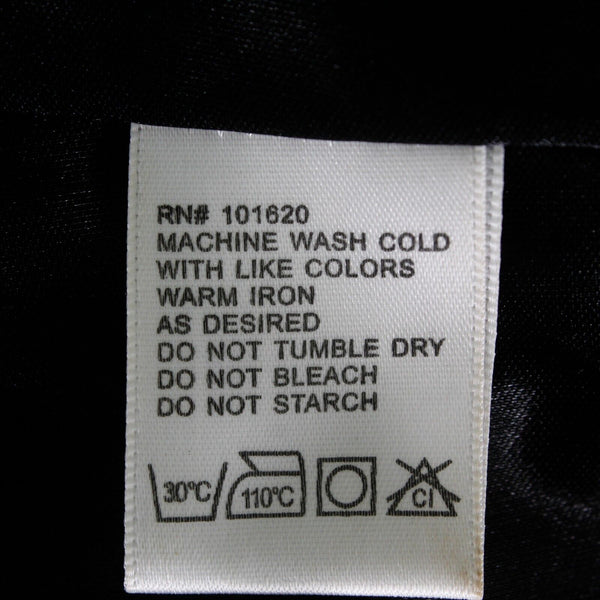 RN# 101620
MACHINE WASH COLD
WITH LIKE COLORS
WARM IRON
AS DESIRED
DO NOT TUMBLE DRY
DO NOT BLEACH
DO NOT STARCH
30°C 110°C Cl